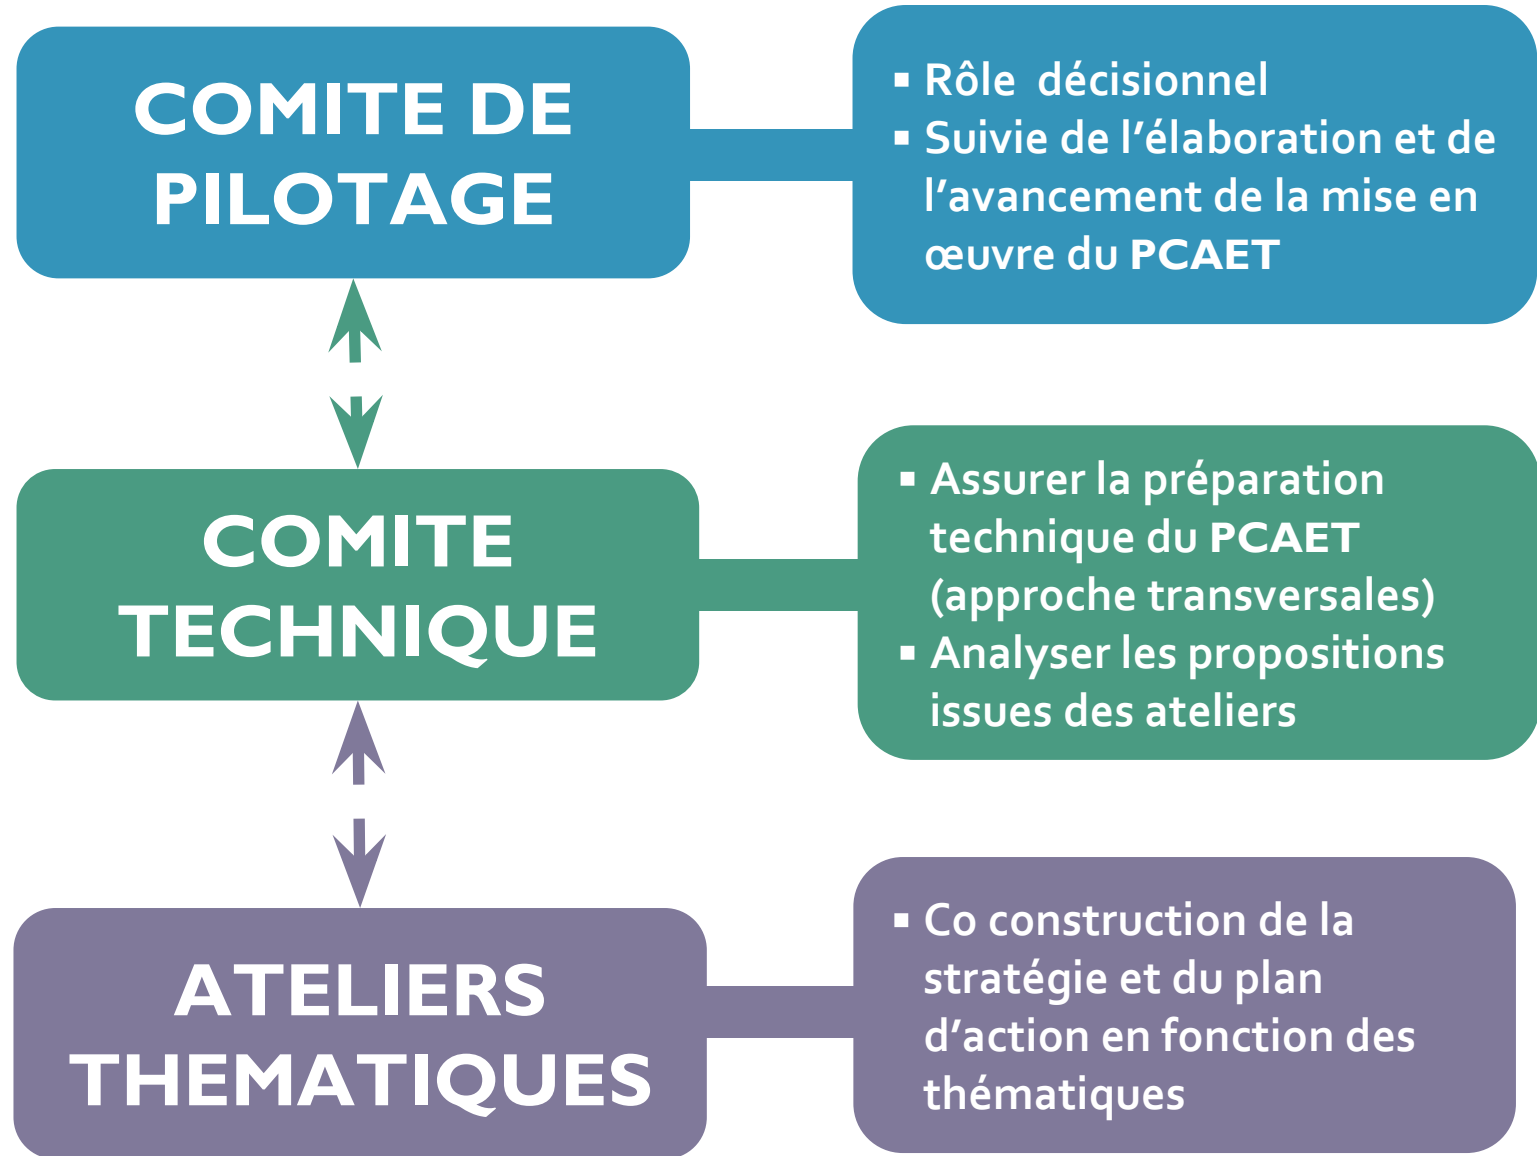 COMITE DE
PILOTAGE
▪ Rôle décisionnel
▪ Suivie de l’élaboration et de
l’avancement de la mise en
œuvre du PCAET
COMITE
TECHNIQUE
▪ Assurer la préparation
technique du PCAET
(approche transversales)
▪ Analyser les propositions
issues des ateliers
ATELIERS
THEMATIQUES
▪ Co construction de la
stratégie et du plan
d’action en fonction des
thématiques